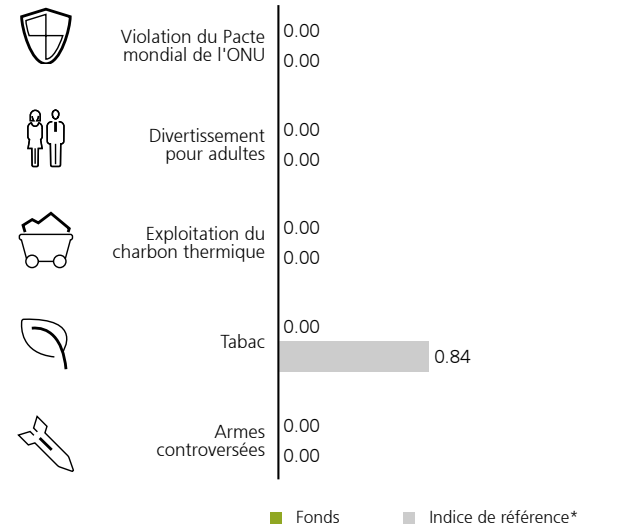 Violation du Pacte
mondial de l'ONU
0.00
0.00
Divertissement
pour adultes
0.00
0.00
Exploitation du
charbon thermique
0.00
0.00
Tabac
0.00
0.84
Armes
controversées
0.00
0.00
Fonds
Indice de référence*